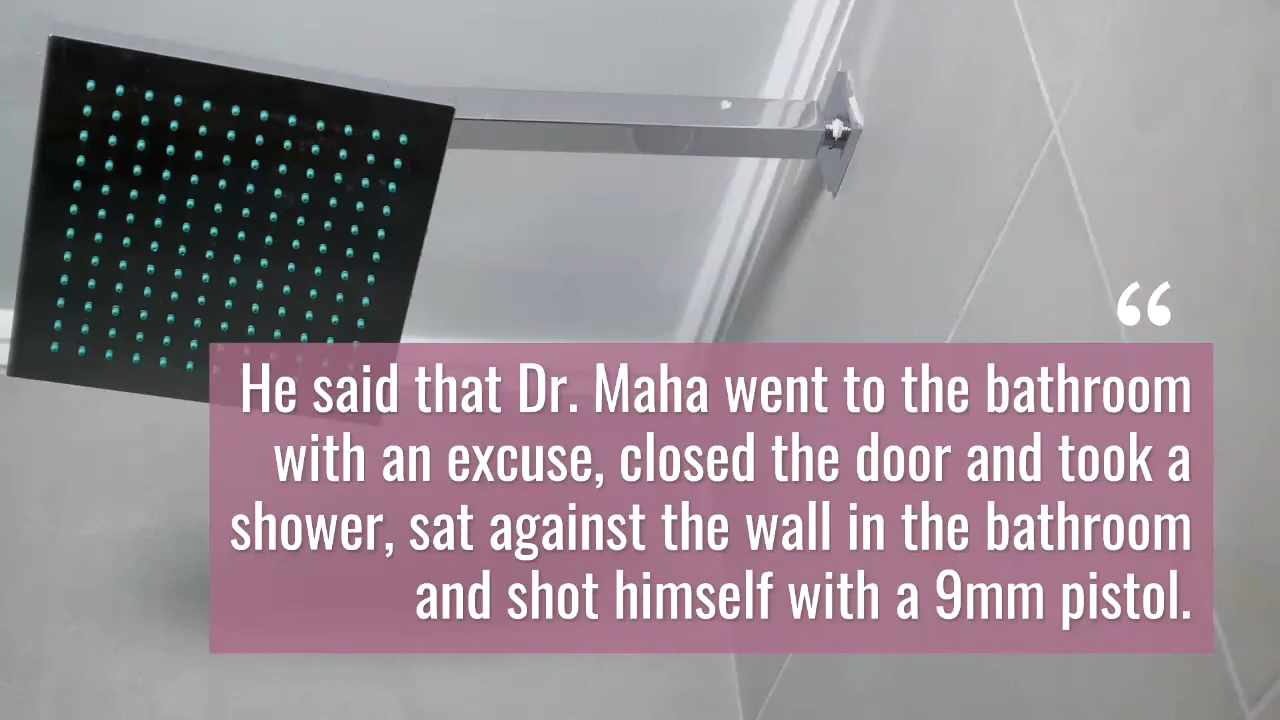 “
He said that Dr. Maha went to the bathroom
with an excuse, closed the door and took a
shower, sat against the wall in the bathroom
and shot himself with a 9mm pistol.